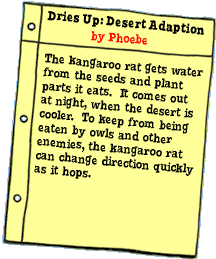 Dries Up: Desert Adaption
by Phoebe
The kangaroo rat gets water
from the seeds and plant
parts it eats. It comes out
at night, when the desert is
cooler. To keep from being
eaten by owls and other
enemies, the kangaroo rat
can change direction quickly
as it hops.